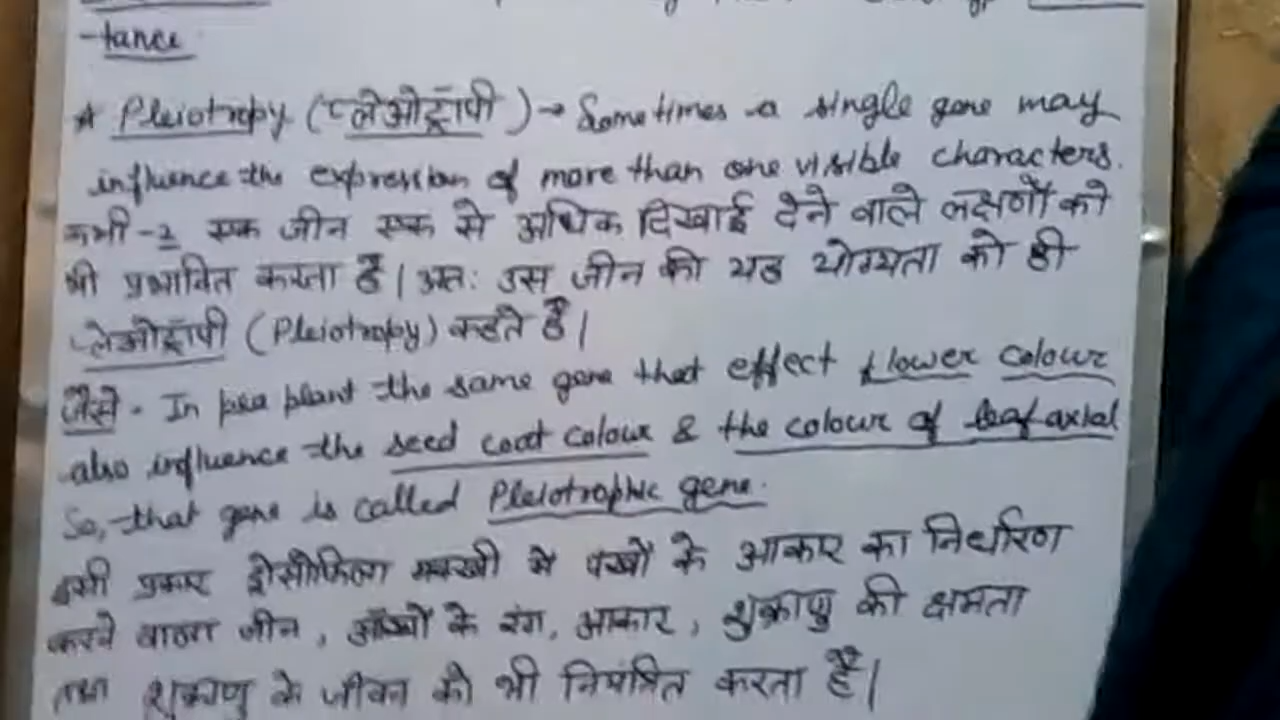 -tance
* Pleiotropy (प्लेओट्रॉपी) → Sometimes a single gene may
influence the expression of more than one visible characters.
कभी-2 एक जीन एक से अधिक दिखाई देने वाले लक्षणों को
भी प्रभावित करता है। अतः उस जीन की यह योग्यता को ही
प्लेओट्रॉपी (Pleiotropy) कहते हैं।
जैसे - In pea plant the same gene that effect flower colour
also influence the seed coat colour & the colour of leaf axial
So, that gene is called Pleiotrophic gene.
इसी प्रकार ड्रोसोफिला मक्खी मे पंखों के आकार का निर्धारण
करने वाला जीन, आँखों के रंग, आकार, शुक्राणु की क्षमता
तथा शुक्राणु के जीवन को भी नियंत्रित करता है।